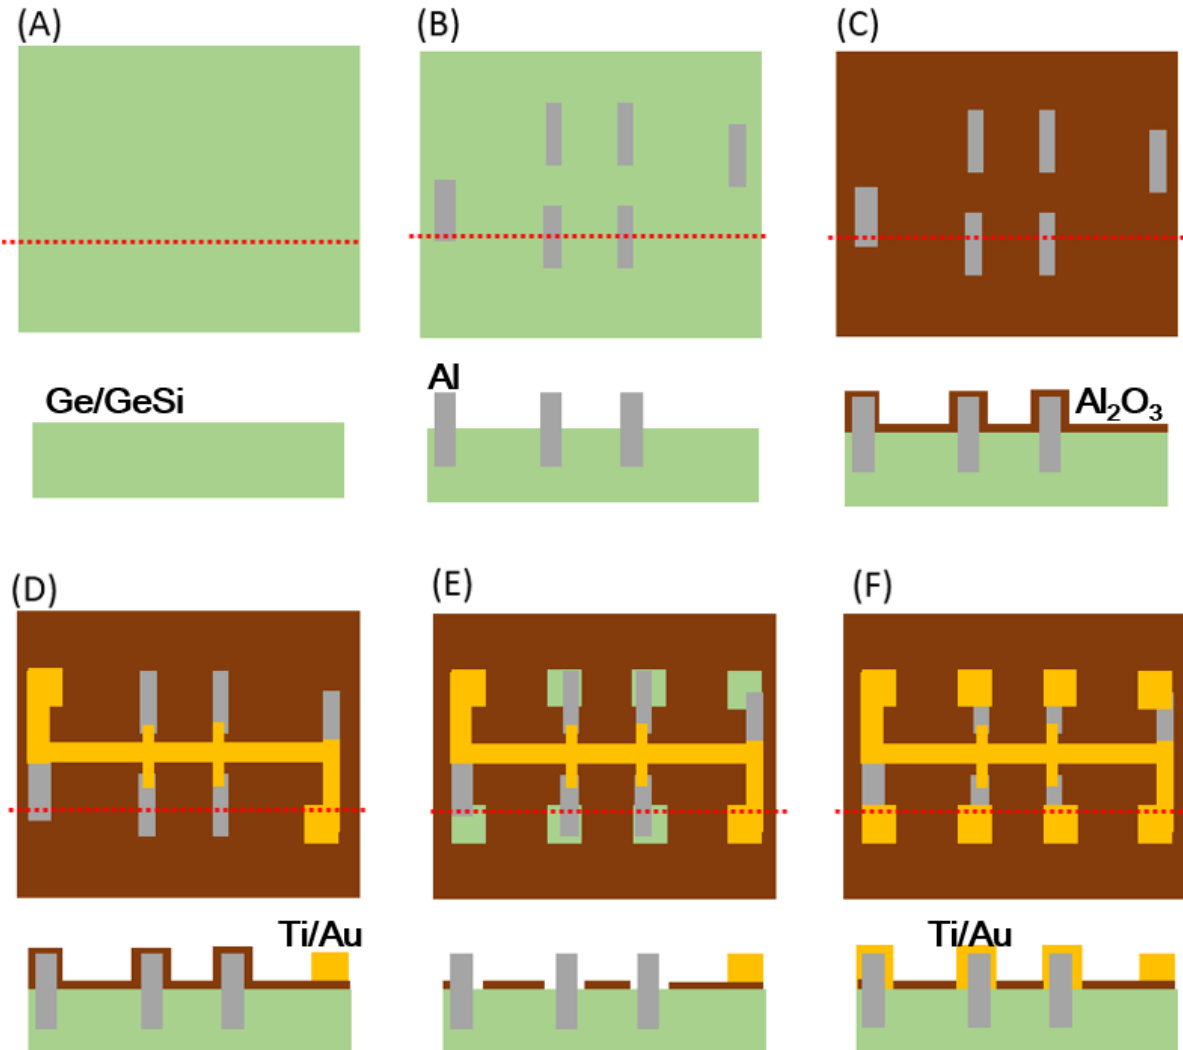 (A)
(B)
(C)
Ge/GeSi
Al
Al₂O₃
(D)
(E)
(F)
Ti/Au
Ti/Au